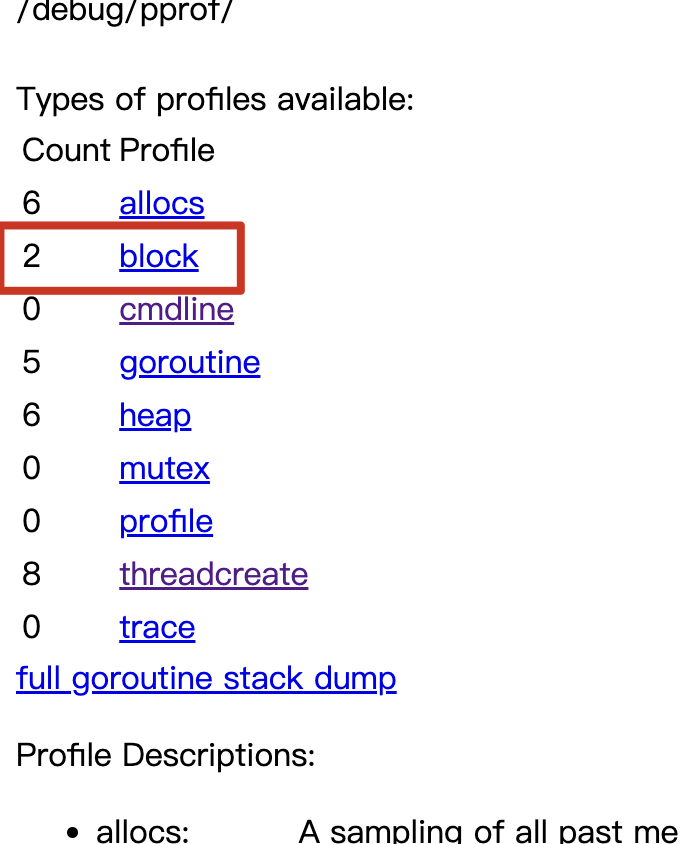 /debug/pprof/
Types of profiles available:
Count Profile
6 allocs
2 block
0 cmdline
5 goroutine
6 heap
0 mutex
0 profile
8 threadcreate
0 trace
full goroutine stack dump
Profile Descriptions:
• allocs: A sampling of all past me